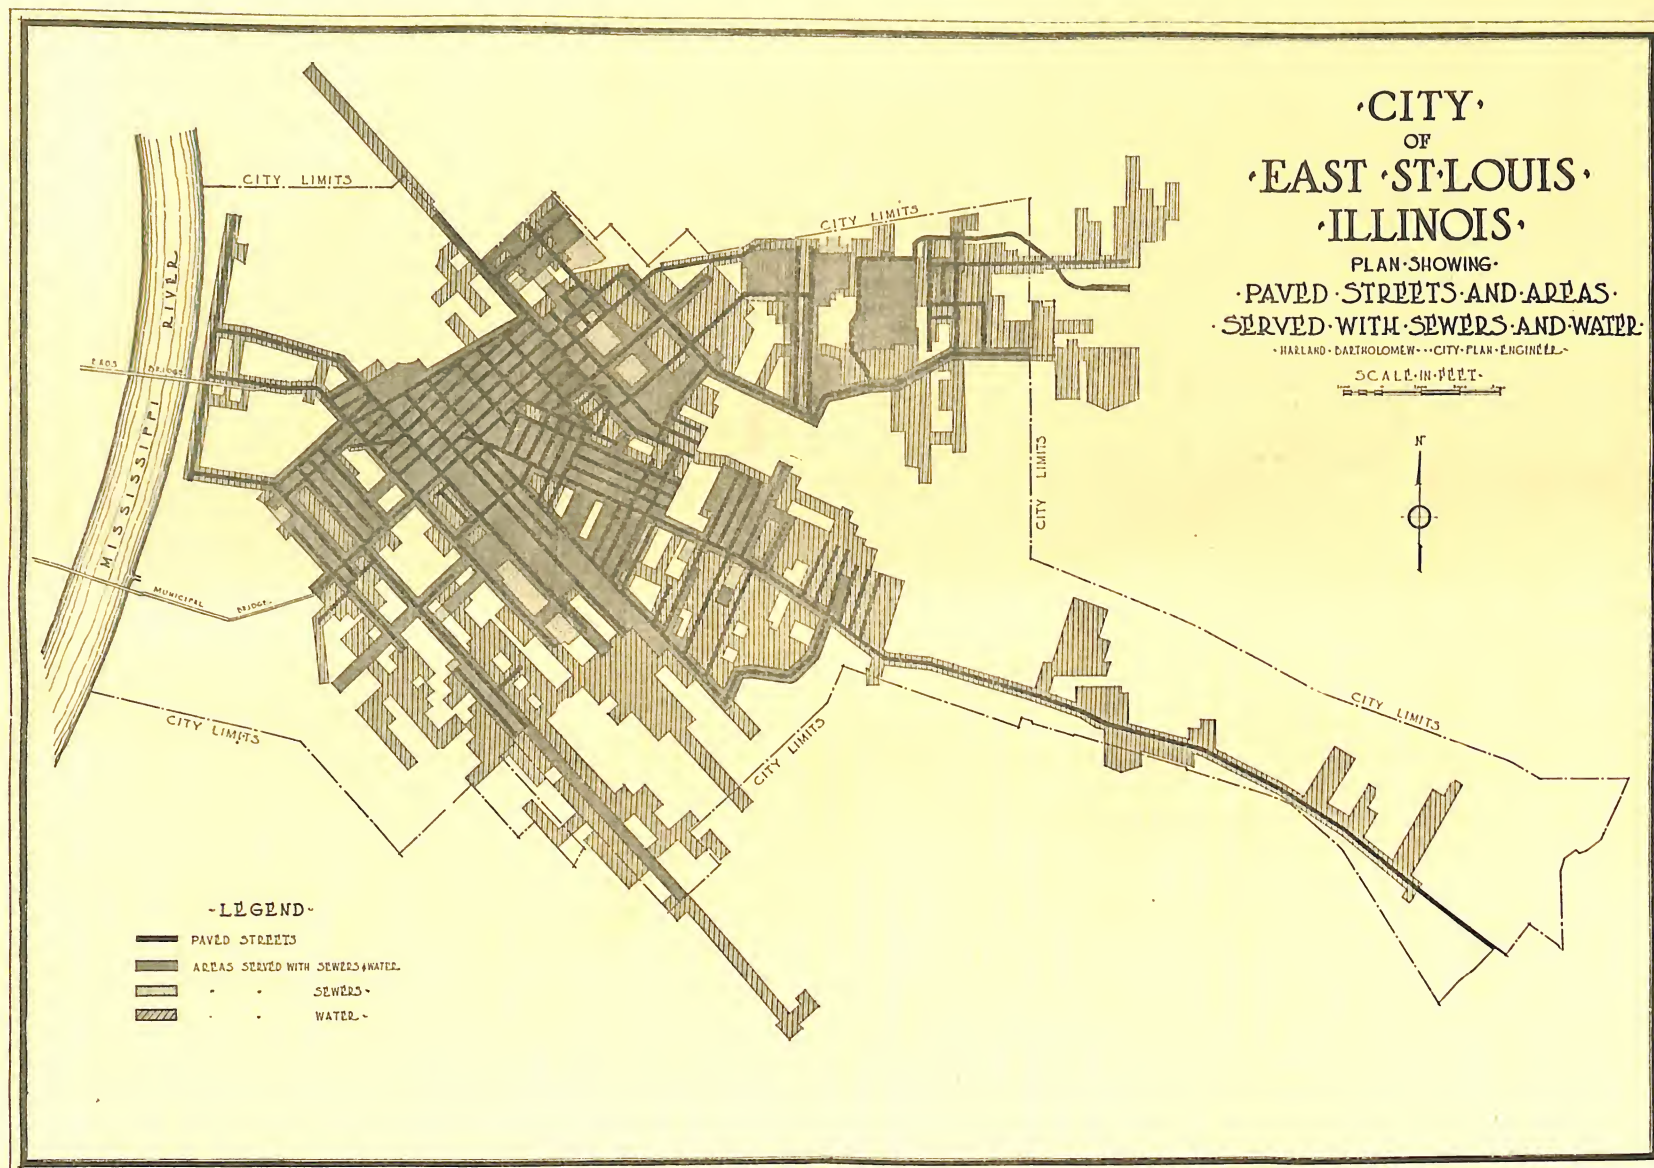 ·CITY·
OF
·EAST·ST·LOUIS·
·ILLINOIS·
PLAN·SHOWING·
·PAVED·STREETS·AND·AREAS·
·SERVED·WITH·SEWERS·AND·WATER·
·HARLAND·BARTHOLOMEW···CITY·PLAN·ENGINEER·
SCALE·IN·FEET·
N
CITY LIMITS
CITY LIMITS
CITY LIMITS
CITY LIMITS
CITY LIMITS
CITY LIMITS
MISSISSIPPI RIVER
EADS BRIDGE
MUNICIPAL BRIDGE
-LEGEND-
PAVED STREETS
AREAS SERVED WITH SEWERS & WATER
" " SEWERS-
" " WATER-